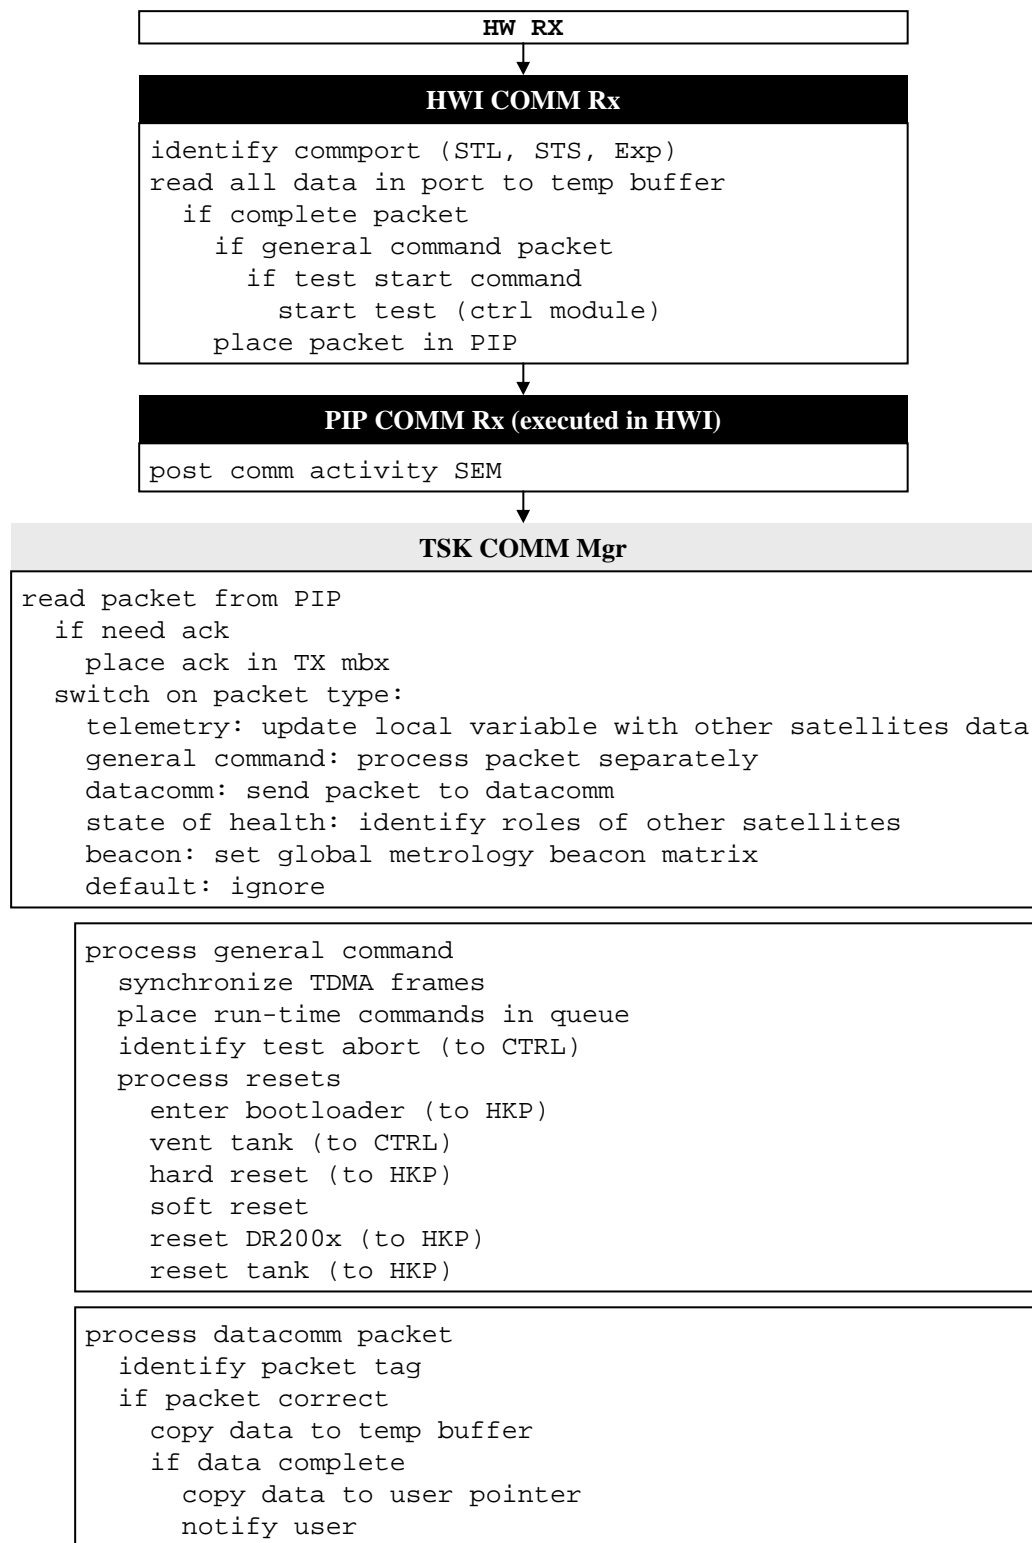 HW RX
HWI COMM Rx
identify commport (STL, STS, Exp)
read all data in port to temp buffer
if complete packet
if general command packet
if test start command
start test (ctrl module)
place packet in PIP
PIP COMM Rx (executed in HWI)
post comm activity SEM
TSK COMM Mgr
read packet from PIP
if need ack
place ack in TX mbx
switch on packet type:
telemetry: update local variable with other satellites data
general command: process packet separately
datacomm: send packet to datacomm
state of health: identify roles of other satellites
beacon: set global metrology beacon matrix
default: ignore
process general command
synchronize TDMA frames
place run-time commands in queue
identify test abort (to CTRL)
process resets
enter bootloader (to HKP)
vent tank (to CTRL)
hard reset (to HKP)
soft reset
reset DR200x (to HKP)
reset tank (to HKP)
process datacomm packet
identify packet tag
if packet correct
copy data to temp buffer
if data complete
copy data to user pointer
notify user